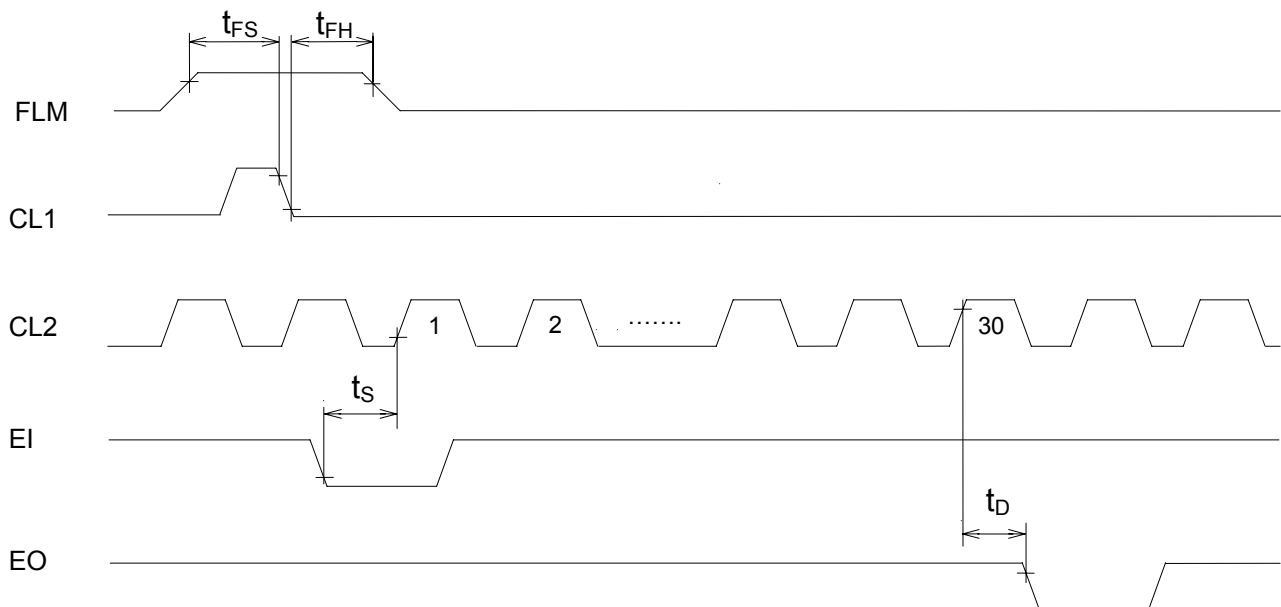 tFS tFH
FLM
CL1
CL2 1 2 ....... 30
tS
EI
tD
EO